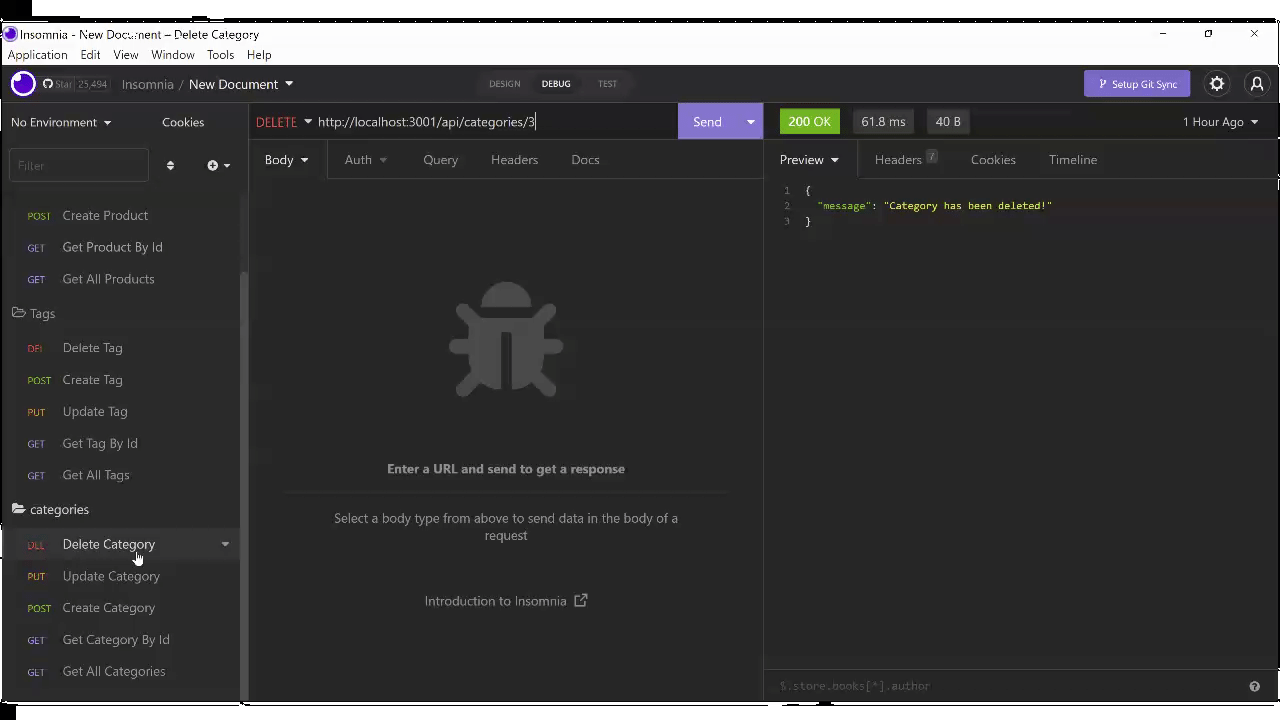 Insomnia - New Document – Delete Category
Application Edit View Window Tools Help
Star 25,494 Insomnia / New Document DESIGN DEBUG TEST Setup Git Sync
No Environment Cookies
DELETE http://localhost:3001/api/categories/3 Send
200 OK 61.8 ms 40 B 1 Hour Ago
Filter
Body Auth Query Headers Docs
Preview Headers 7 Cookies Timeline
POST Create Product
GET Get Product By Id
GET Get All Products
Tags
DEL Delete Tag
POST Create Tag
PUT Update Tag
GET Get Tag By Id
GET Get All Tags
categories
DEL Delete Category
PUT Update Category
POST Create Category
GET Get Category By Id
GET Get All Categories
Enter a URL and send to get a response
Select a body type from above to send data in the body of a
request
Introduction to Insomnia
1 {
2 "message": "Category has been deleted!"
3 }
$.store.books[*].author